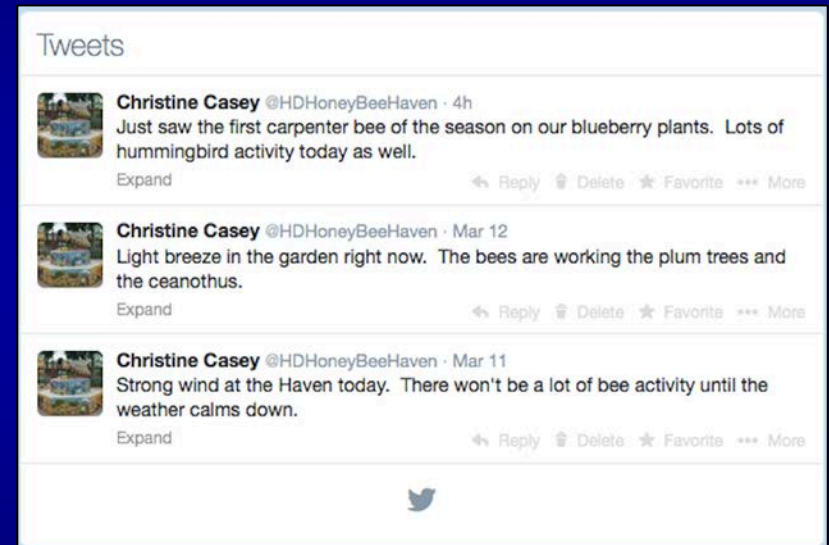 Tweets
Christine Casey @HDHoneyBeeHaven · 4h
Just saw the first carpenter bee of the season on our blueberry plants.  Lots of
hummingbird activity today as well.
Expand
Reply Delete Favorite ••• More
Christine Casey @HDHoneyBeeHaven · Mar 12
Light breeze in the garden right now.  The bees are working the plum trees and
the ceanothus.
Expand
Reply Delete Favorite ••• More
Christine Casey @HDHoneyBeeHaven · Mar 11
Strong wind at the Haven today.  There won't be a lot of bee activity until the
weather calms down.
Expand
Reply Delete Favorite ••• More